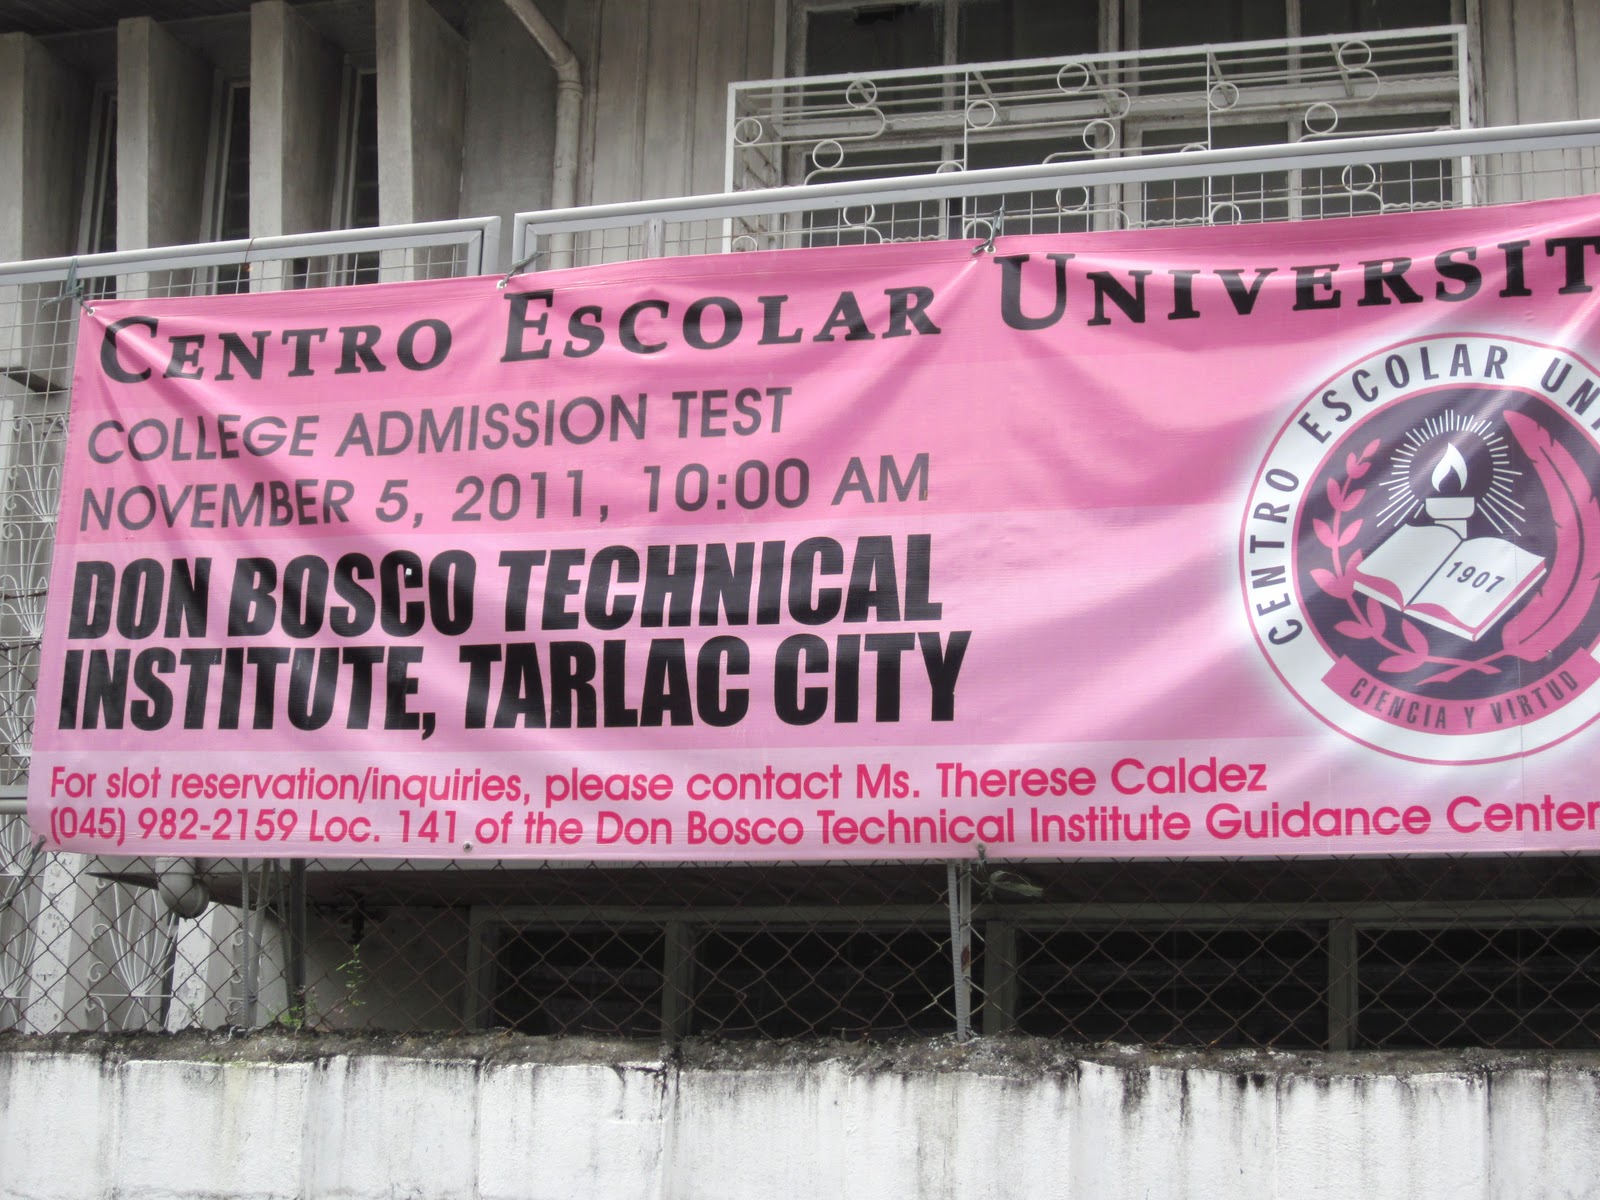 CENTRO ESCOLAR UNIVERSIT
COLLEGE ADMISSION TEST
NOVEMBER 5, 2011, 10:00 AM
DON BOSCO TECHNICAL
INSTITUTE, TARLAC CITY
For slot reservation/inquiries, please contact Ms. Therese Caldez
(045) 982-2159 Loc. 141 of the Don Bosco Technical Institute Guidance Center
CENTRO ESCOLAR UNI
1907
CIENCIA Y VIRTUD